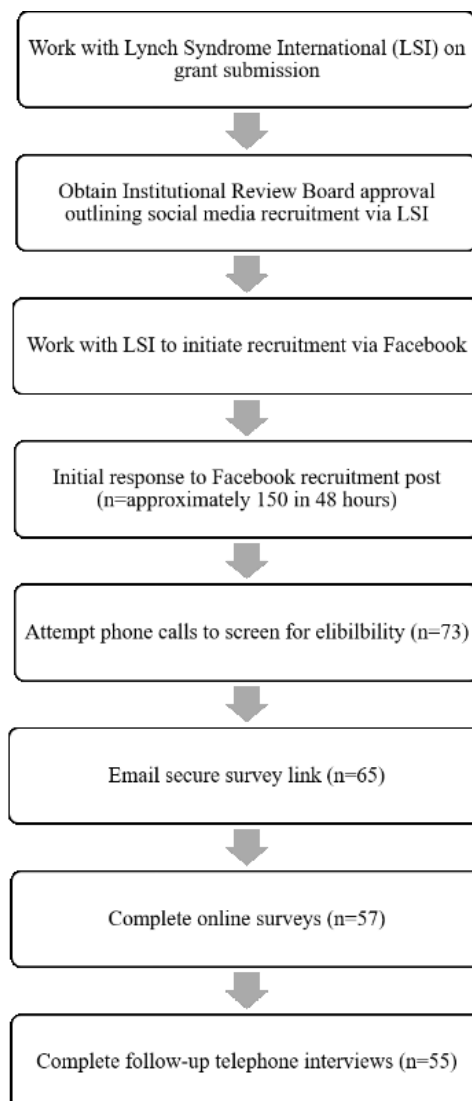 Work with Lynch Syndrome International (LSI) on
grant submission
Obtain Institutional Review Board approval
outlining social media recruitment via LSI
Work with LSI to initiate recruitment via Facebook
Initial response to Facebook recruitment post
(n=approximately 150 in 48 hours)
Attempt phone calls to screen for elibilbility (n=73)
Email secure survey link (n=65)
Complete online surveys (n=57)
Complete follow-up telephone interviews (n=55)